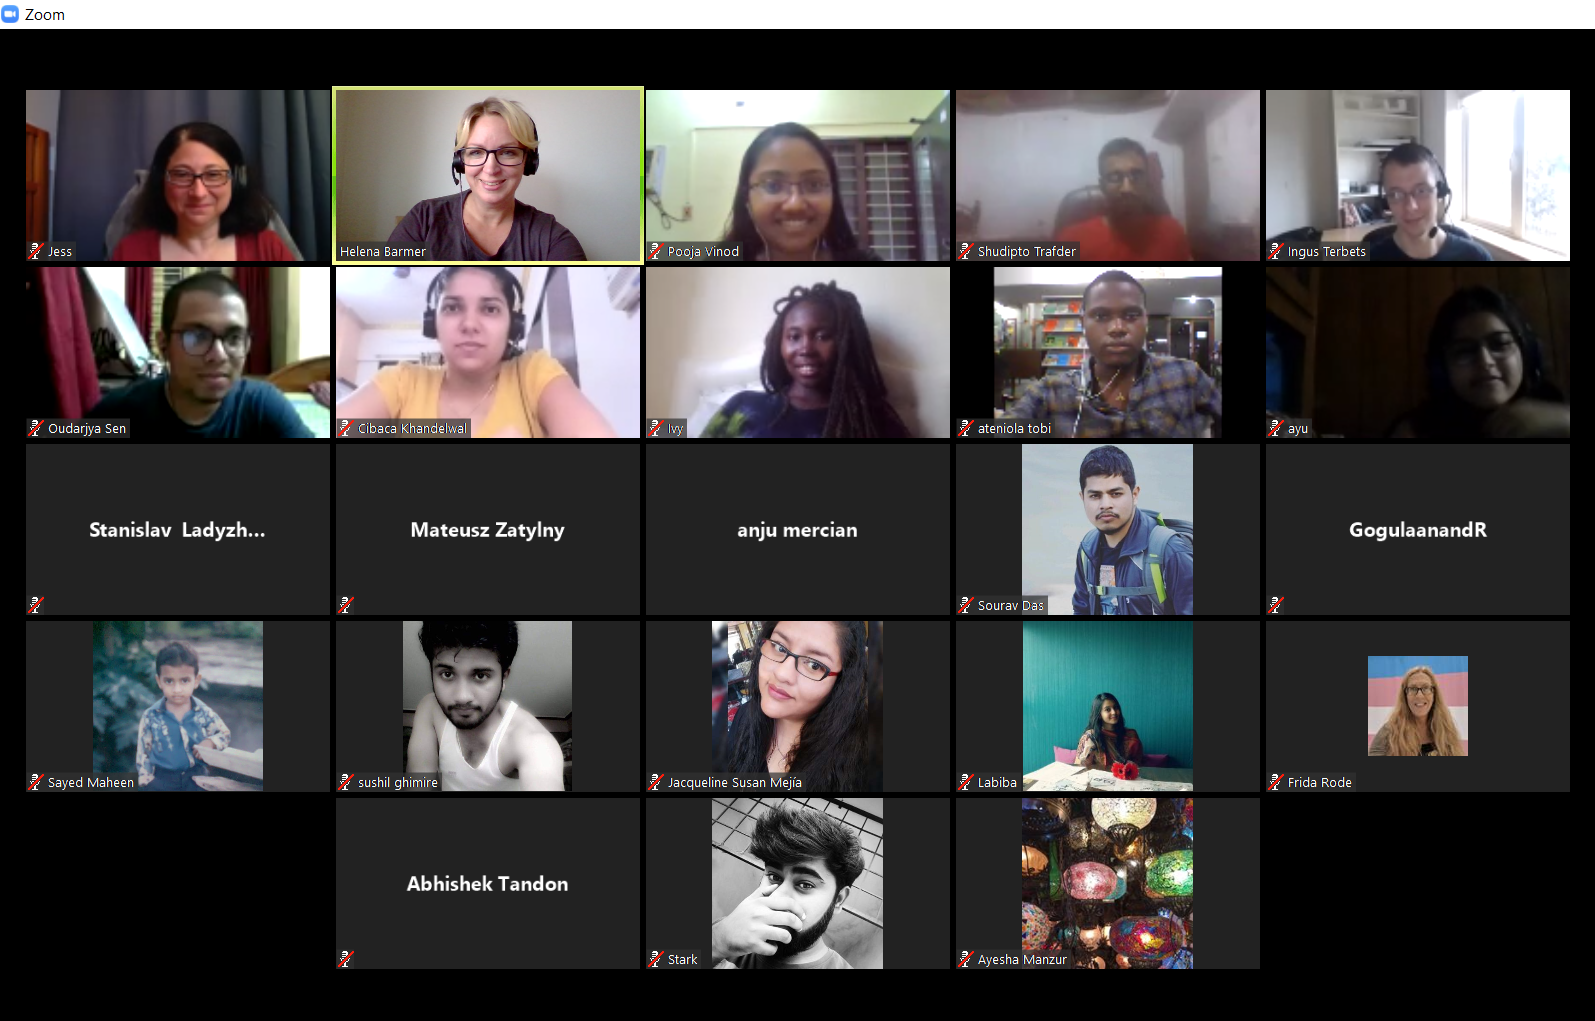 Zoom
Jess
Helena Barmer
Pooja Vinod
Shudipto Trafder
Ingus Terbets
Oudarjya Sen
Cibaca Khandelwal
Ivy
ateniola tobi
ayu
Stanislav Ladyzh...
Mateusz Zatylny
anju mercian
Sourav Das
GogulaanandR
Sayed Maheen
sushil ghimire
Jacqueline Susan Mejía
Labiba
Frida Rode
Abhishek Tandon
Stark
Ayesha Manzur